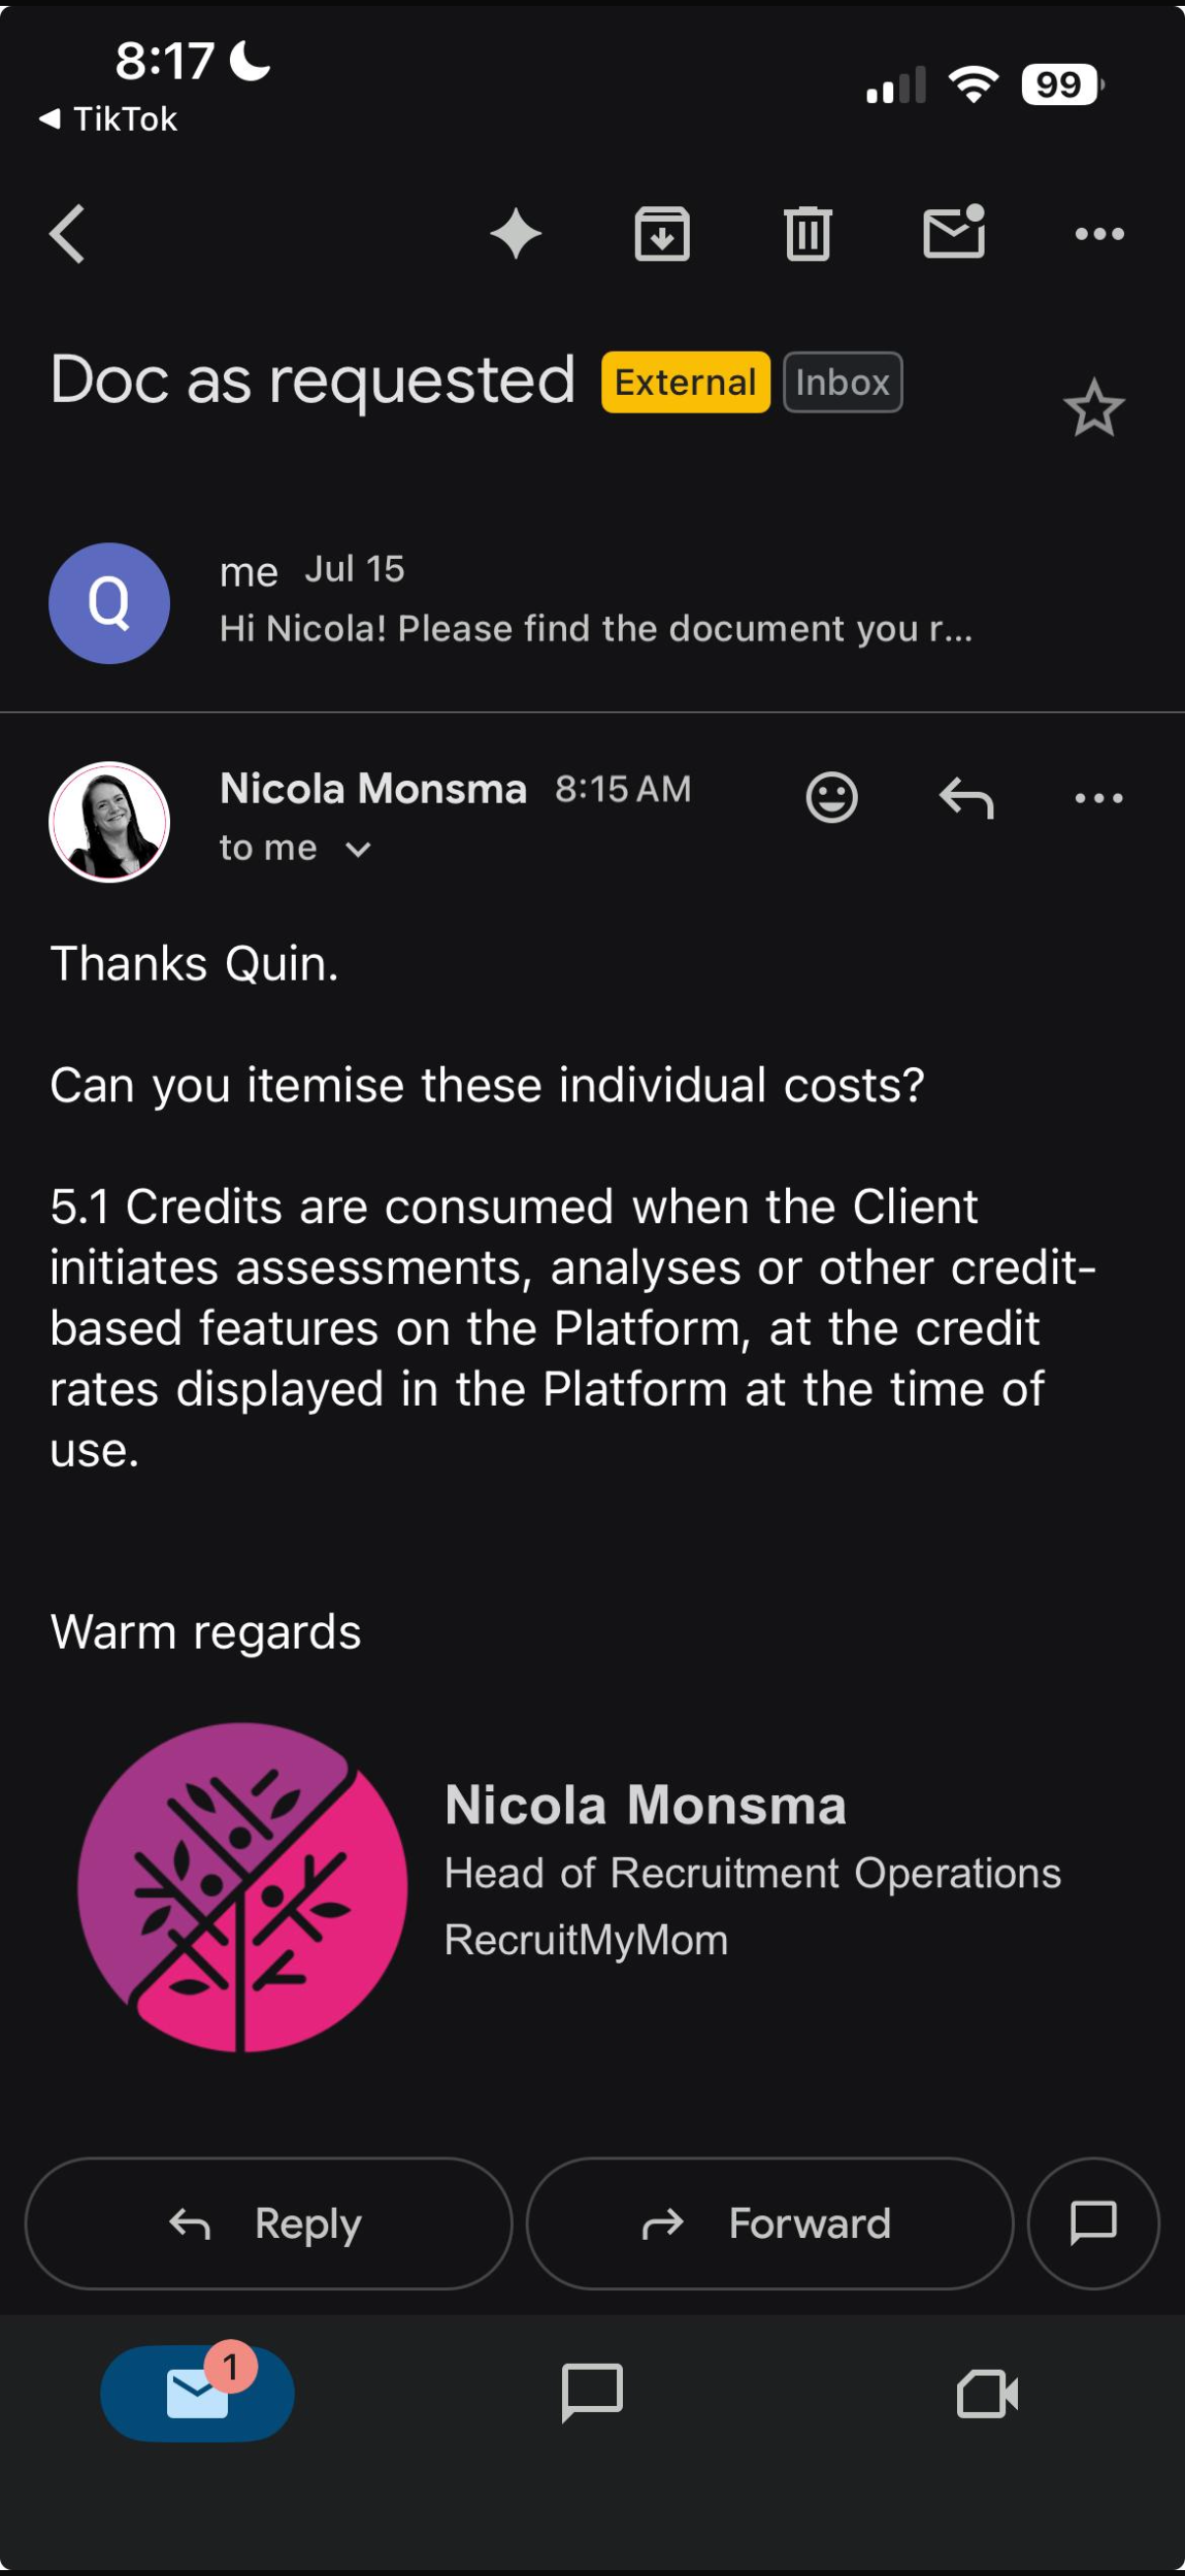 8:17
TikTok
99
Doc as requested External Inbox
Q
me Jul 15
Hi Nicola! Please find the document you r...
Nicola Monsma 8:15 AM
to me
Thanks Quin.
Can you itemise these individual costs?
5.1 Credits are consumed when the Client
initiates assessments, analyses or other credit-
based features on the Platform, at the credit
rates displayed in the Platform at the time of
use.
Warm regards
Nicola Monsma
Head of Recruitment Operations
RecruitMyMom
Reply
Forward
1